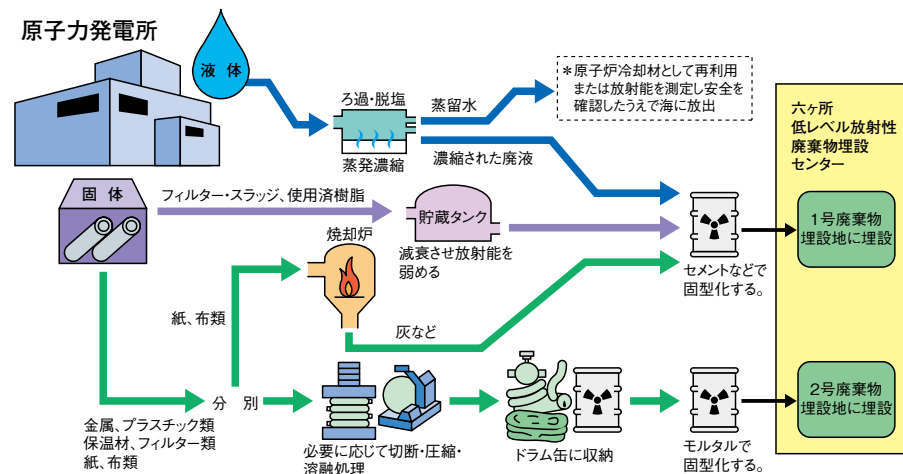 原子力発電所
液体
ろ過・脱塩
蒸発濃縮
蒸留水
濃縮された廃液
＊原子炉冷却材として再利用
または放射能を測定し安全を
確認したうえで海に放出
固体
フィルター・スラッジ、使用済樹脂
貯蔵タンク
減衰させ放射能を
弱める
焼却炉
紙、布類
灰など
セメントなどで
固型化する。
分別
金属、プラスチック類
保温材、フィルター類
紙、布類
必要に応じて切断・圧縮・
溶融処理
ドラム缶に収納
モルタルで
固型化する。
六ヶ所
低レベル放射性
廃棄物埋設
センター
1号廃棄物
埋設地に埋設
2号廃棄物
埋設地に埋設